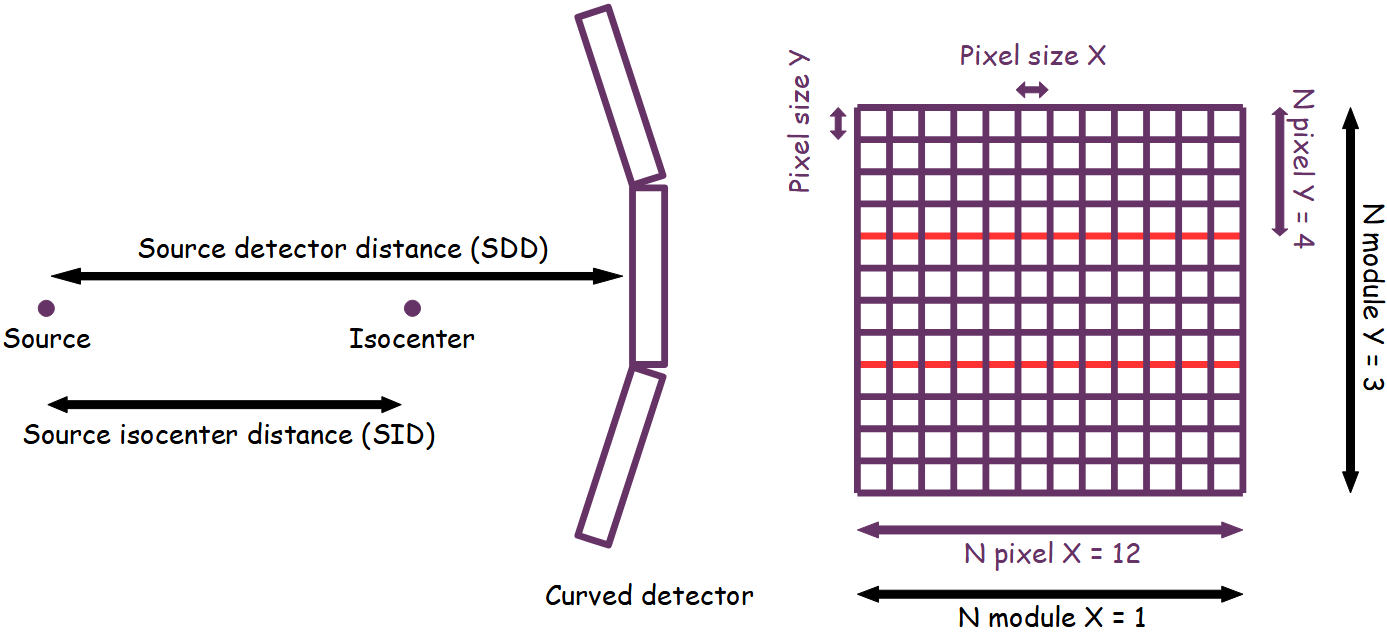 Source detector distance (SDD)
Source
Isocenter
Source isocenter distance (SID)
Curved detector
Pixel size X
Pixel size Y
N pixel Y = 4
N module Y = 3
N pixel X = 12
N module X = 1